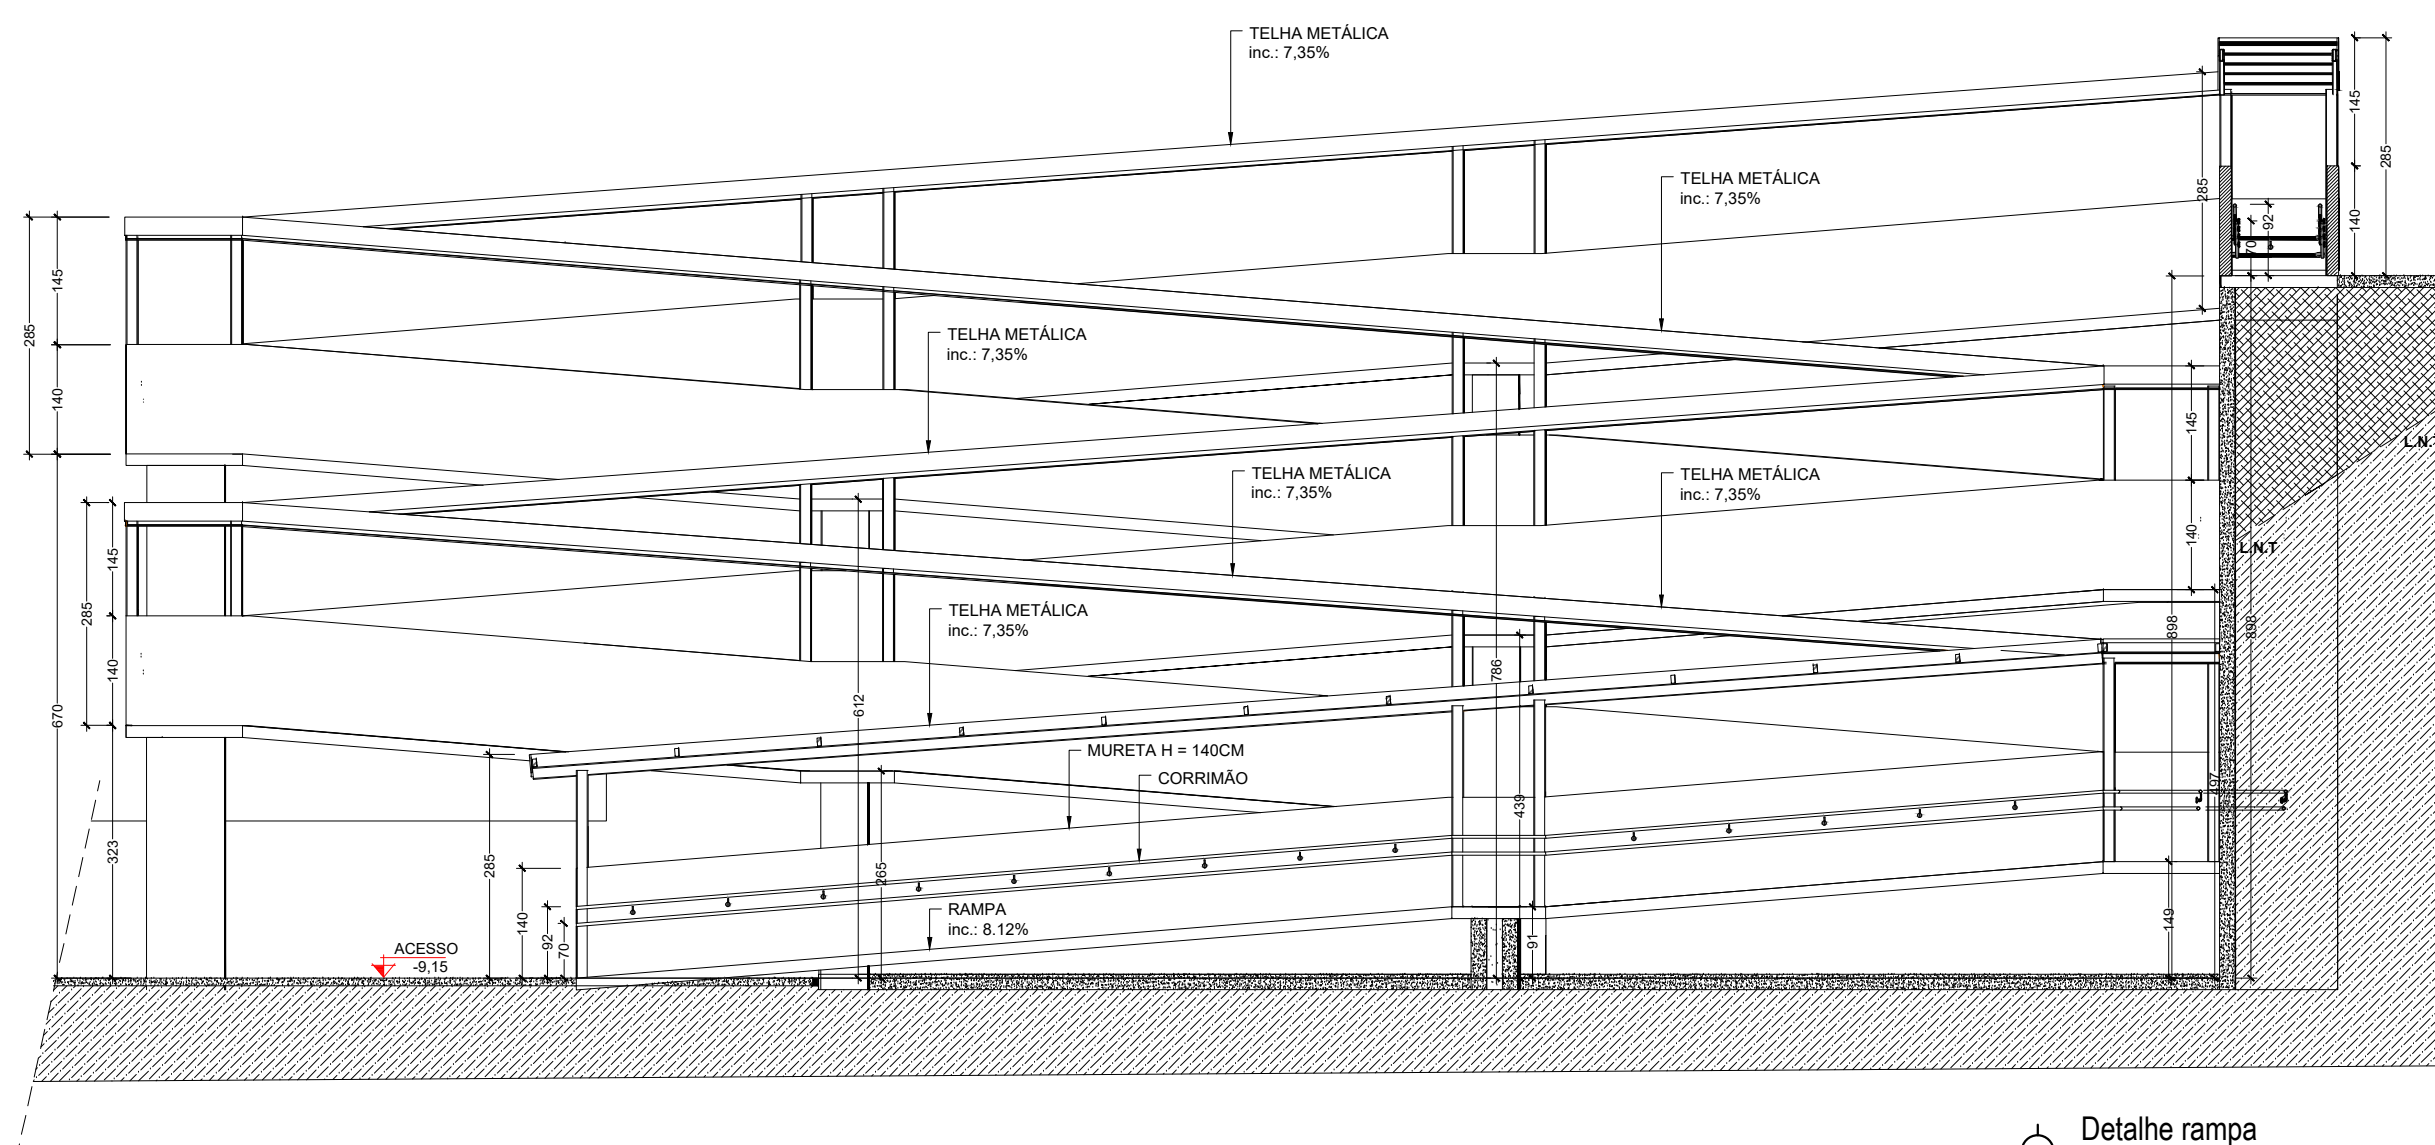 TELHA METÁLICA
inc.: 7,35%
TELHA METÁLICA
inc.: 7,35%
TELHA METÁLICA
inc.: 7,35%
TELHA METÁLICA
inc.: 7,35%
TELHA METÁLICA
inc.: 7,35%
TELHA METÁLICA
inc.: 7,35%
MURETA H = 140CM
CORRIMÃO
RAMPA
inc.: 8.12%
ACESSO
-9,15
285
145
140
670
285
145
140
323
285
140
92
70
612
265
786
439
91
285
145
140
898
149
497
898
70
92
145
140
285
L.N.T
L.N.T
Detalhe rampa